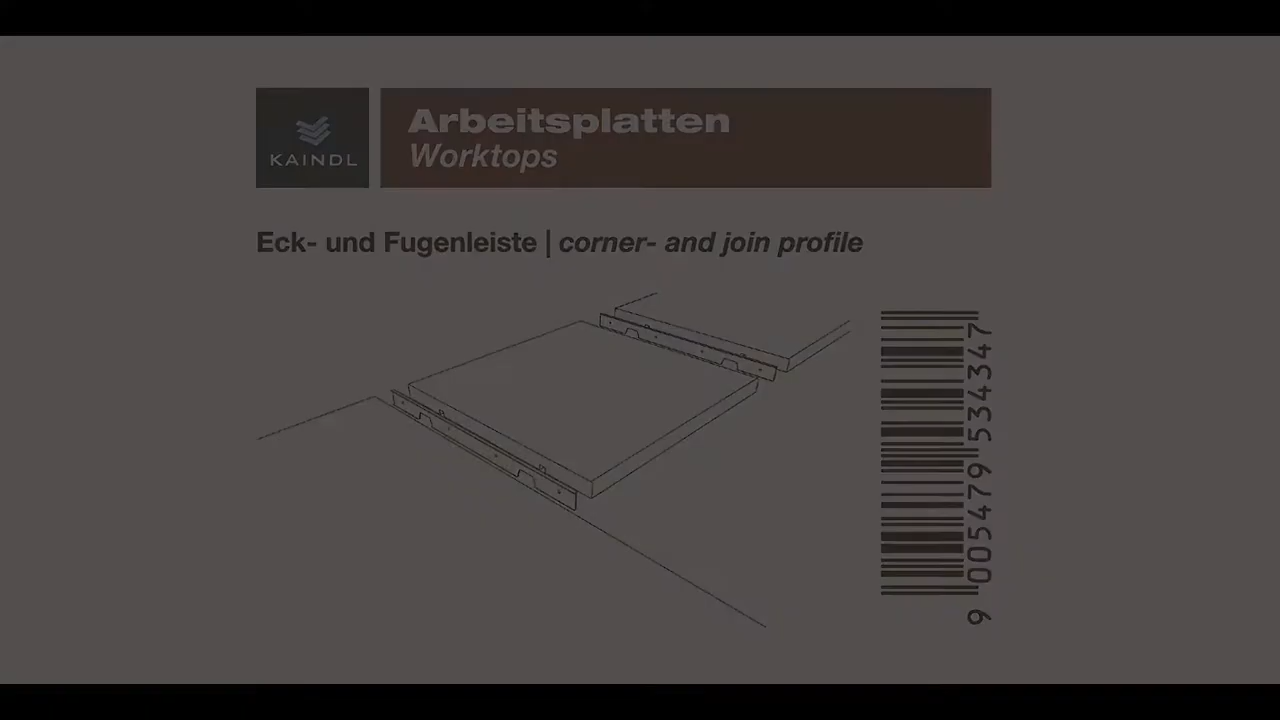 KAINDL
Arbeitsplatten
Worktops
Eck- und Fugenleiste | corner- and join profile
9 005479 534347